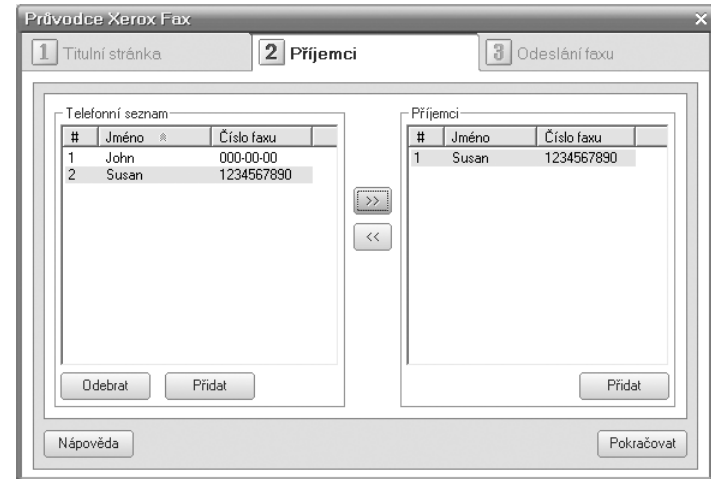 Průvodce Xerox Fax
1 Titulní stránka 2 Příjemci 3 Odeslání faxu
Telefonní seznam
# Jméno Číslo faxu
1 John 000-00-00
2 Susan 1234567890
Odebrat Přidat
>>
<<
Příjemci
# Jméno Číslo faxu
1 Susan 1234567890
Přidat
Nápověda Pokračovat